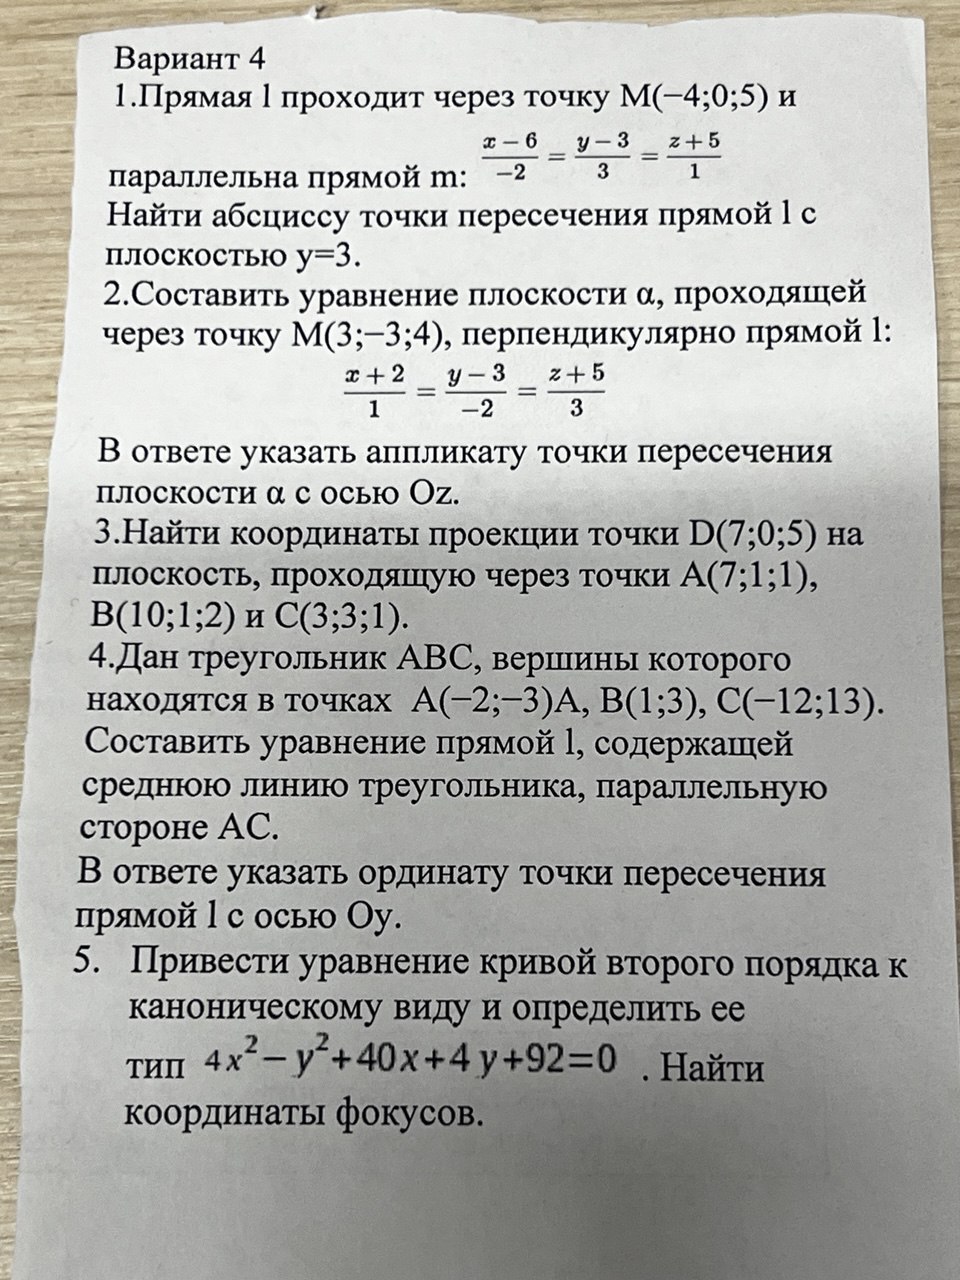 Вариант 4
1.Прямая l проходит через точку М(−4;0;5) и
параллельна прямой m: \frac{x-6}{-2} = \frac{y-3}{3} = \frac{z+5}{1}
Найти абсциссу точки пересечения прямой l с
плоскостью y=3.
2.Составить уравнение плоскости α, проходящей
через точку М(3;−3;4), перпендикулярно прямой l:
\frac{x+2}{1} = \frac{y-3}{-2} = \frac{z+5}{3}
В ответе указать аппликату точки пересечения
плоскости α с осью Oz.
3.Найти координаты проекции точки D(7;0;5) на
плоскость, проходящую через точки А(7;1;1),
В(10;1;2) и С(3;3;1).
4.Дан треугольник АВС, вершины которого
находятся в точках А(−2;−3)А, В(1;3), С(−12;13).
Составить уравнение прямой l, содержащей
среднюю линию треугольника, параллельную
стороне АС.
В ответе указать ординату точки пересечения
прямой l с осью Оу.
5. Привести уравнение кривой второго порядка к
каноническому виду и определить ее
тип 4x²−y²+40x+4y+92=0 . Найти
координаты фокусов.